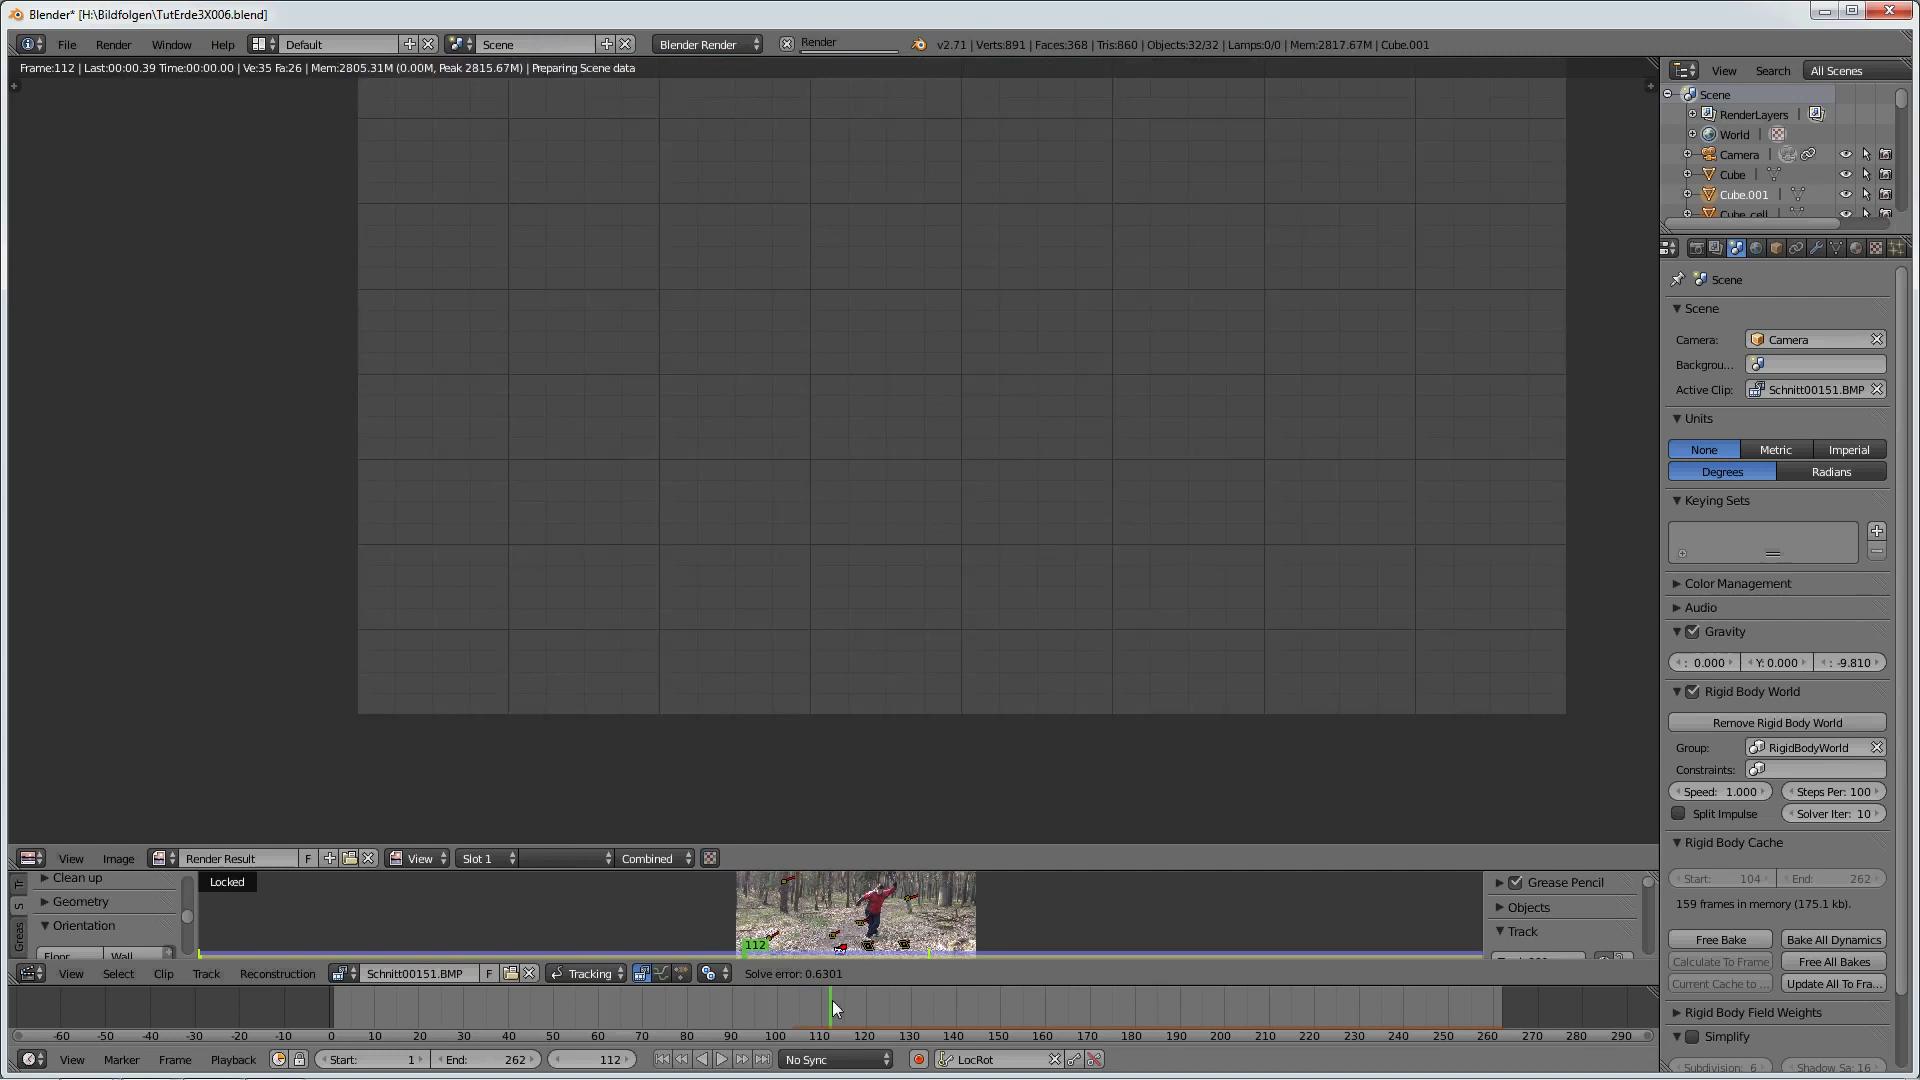 Blender* [H:\Bildfolgen\TutErde3X006.blend]
File Render Window Help Default Scene Blender Render Render v2.71 | Verts:891 | Faces:368 | Tris:860 | Objects:32/32 | Lamps:0/0 | Mem:2817.67M | Cube.001
Frame:112 | Last:00:00.39 Time:00:00.00 | Ve:35 Fa:26 | Mem:2805.31M (0.00M, Peak 2815.67M) | Preparing Scene data
View Search All Scenes
Scene
RenderLayers |
World |
Camera |
Cube |
Cube.001 |
Cube_cell |
Scene
Scene
Camera: Camera
Backgrou...
Active Clip: Schnitt00151.BMP
Units
None Metric Imperial
Degrees Radians
Keying Sets
Color Management
Audio
Gravity
: 0.000 Y: 0.000 : -9.810
Rigid Body World
Remove Rigid Body World
Group: RigidBodyWorld
Constraints:
Speed: 1.000 Steps Per: 100
Split Impulse Solver Iter: 10
Rigid Body Cache
Start: 104 End: 262
159 frames in memory (175.1 kb).
Free Bake Bake All Dynamics
Calculate To Frame Free All Bakes
Current Cache to ... Update All To Fra...
Rigid Body Field Weights
Simplify
Subdivision: 6 Shadow Sa: 16
View Image Render Result F View Slot 1 Combined
Clean up
Geometry
Orientation
Floor Wall
Tr
S
Greas
Locked
112
Grease Pencil
Objects
Track
View Select Clip Track Reconstruction Schnitt00151.BMP F Tracking Solve error: 0.6301
-60 -50 -40 -30 -20 -10 0 10 20 30 40 50 60 70 80 90 100 110 120 130 140 150 160 170 180 190 200 210 220 230 240 250 260 270 280 290
View Marker Frame Playback Start: 1 End: 262 112 No Sync LocRot